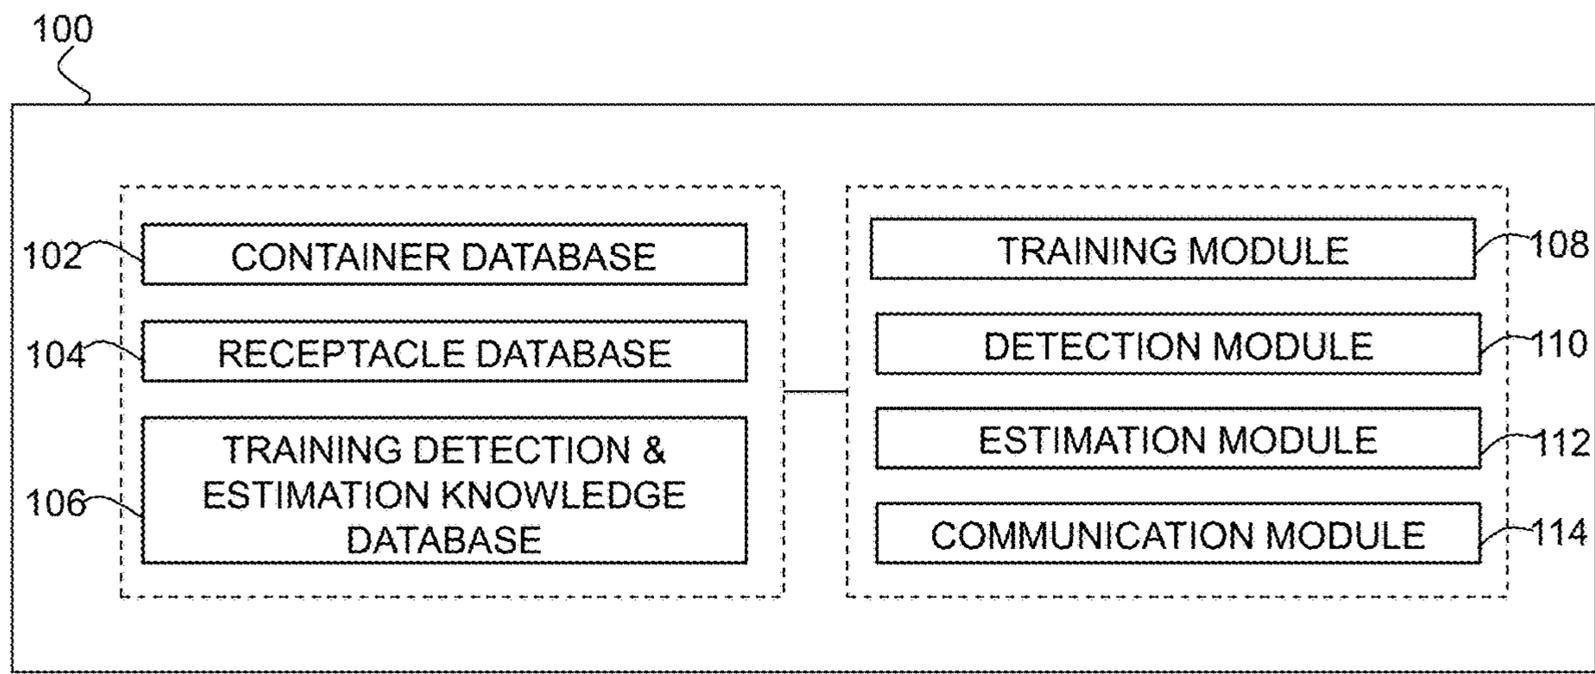 100
102
CONTAINER DATABASE
104
RECEPTACLE DATABASE
106
TRAINING DETECTION &
ESTIMATION KNOWLEDGE
DATABASE
TRAINING MODULE
108
DETECTION MODULE
110
ESTIMATION MODULE
112
COMMUNICATION MODULE
114